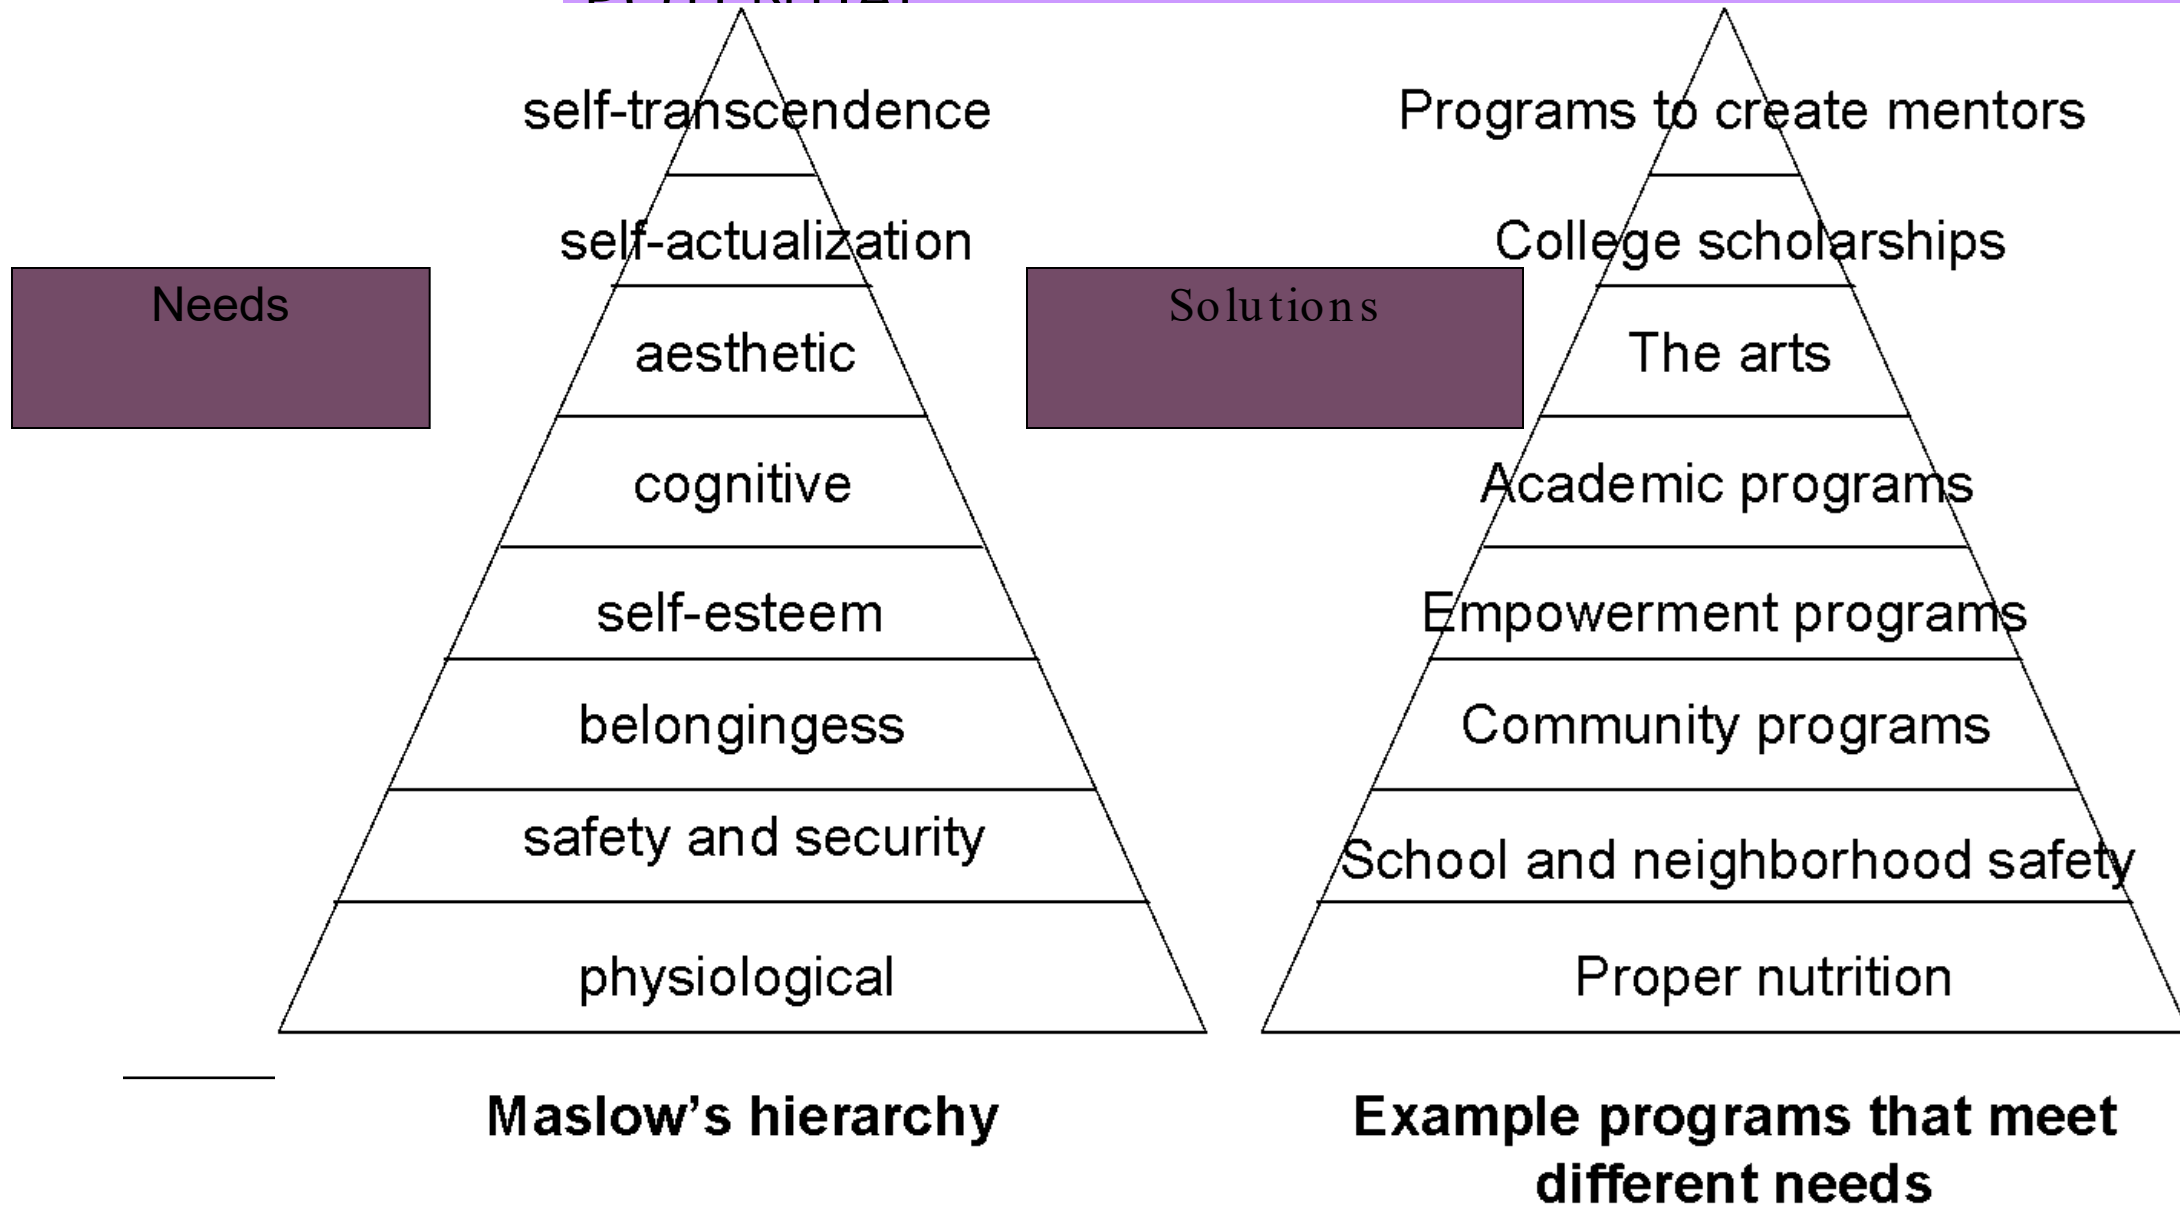 self-transcendence
self-actualization
Needs
aesthetic
cognitive
self-esteem
belongingess
safety and security
physiological
Maslow’s hierarchy
Programs to create mentors
College scholarships
Solutions
The arts
Academic programs
Empowerment programs
Community programs
School and neighborhood safety
Proper nutrition
Example programs that meet
different needs